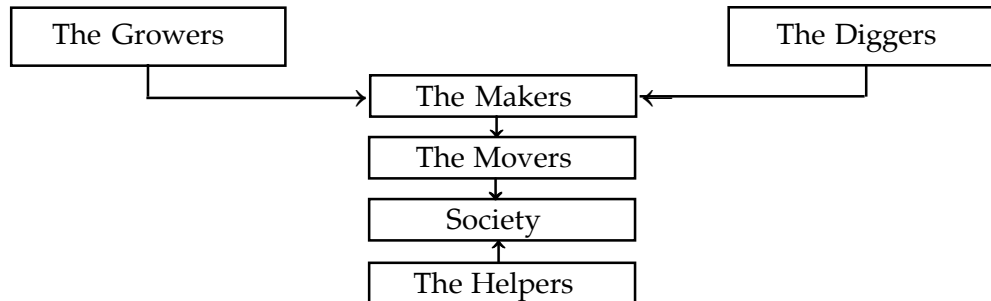 The Growers
The Diggers
The Makers
The Movers
Society
The Helpers